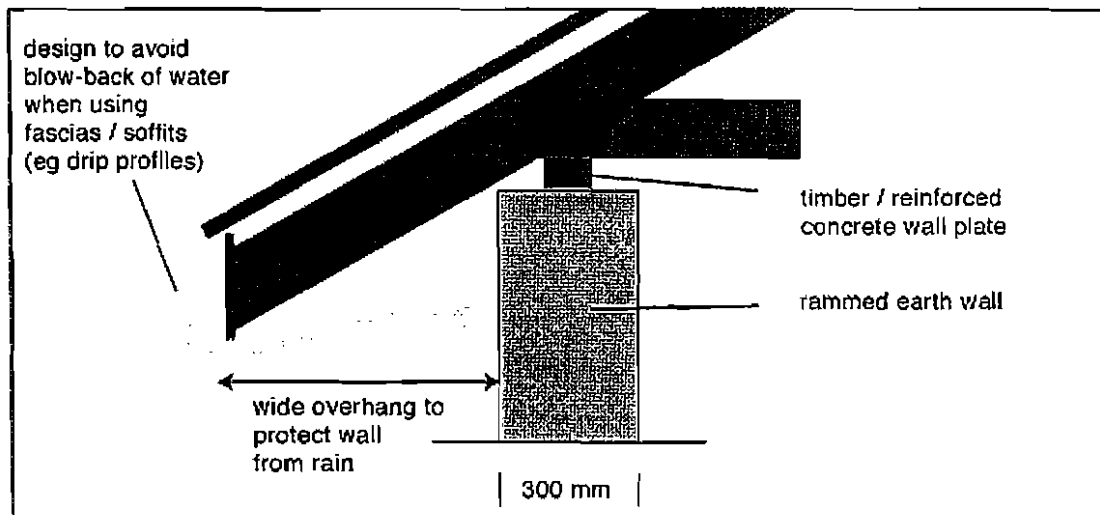 design to avoid
blow-back of water
when using
fascias / soffits
(eg drip profiles)
timber / reinforced
concrete wall plate
rammed earth wall
wide overhang to
protect wall
from rain
300 mm